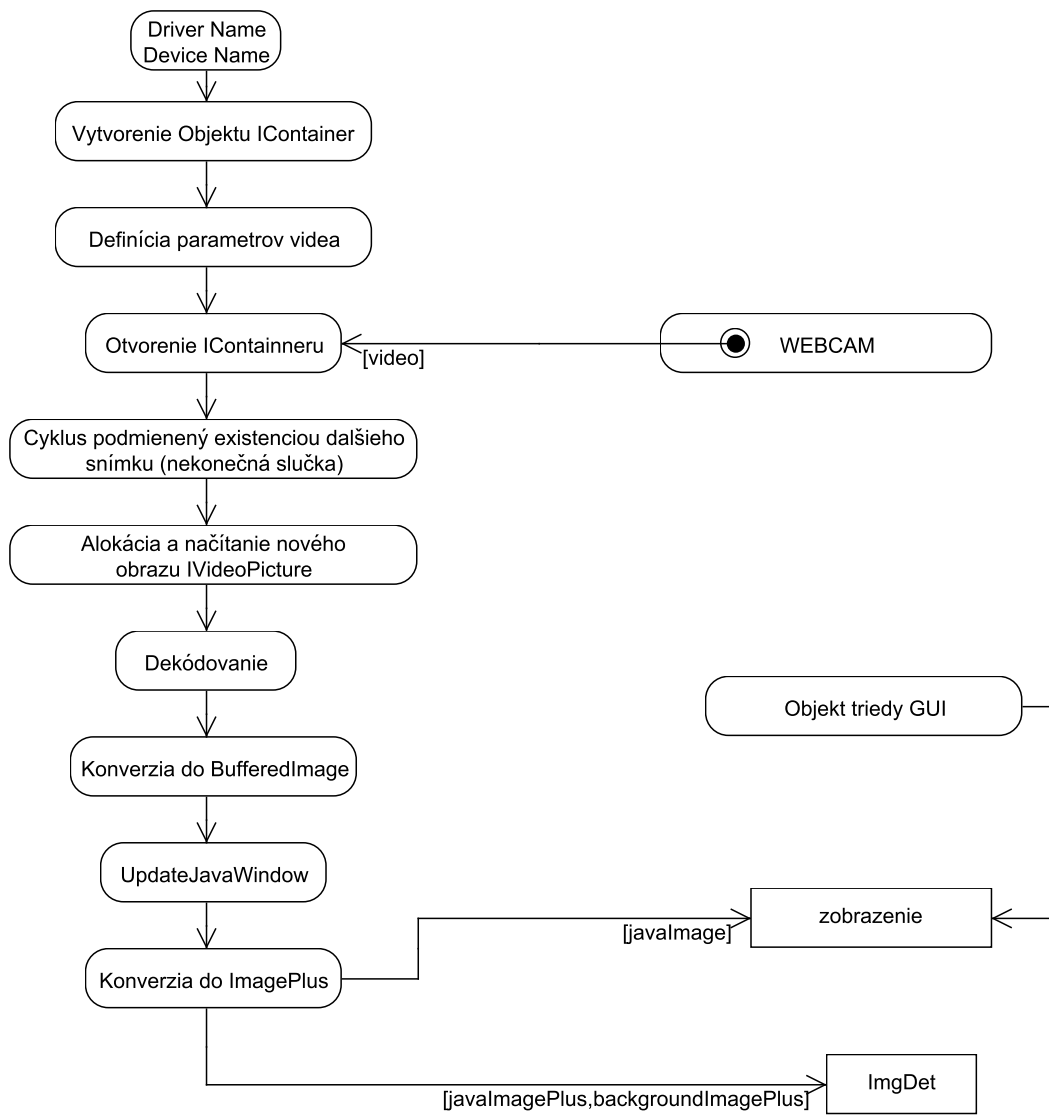 Driver Name
Device Name
Vytvorenie Objektu IContainer
Definícia parametrov videa
Otvorenie IContainneru
[video]
WEBCAM
Cyklus podmienený existenciou dalšieho
snímku (nekonečná slučka)
Alokácia a načítanie nového
obrazu IVideoPicture
Dekódovanie
Objekt triedy GUI
Konverzia do BufferedImage
UpdateJavaWindow
zobrazenie
[javaImage]
Konverzia do ImagePlus
ImgDet
[javaImagePlus,backgroundImagePlus]